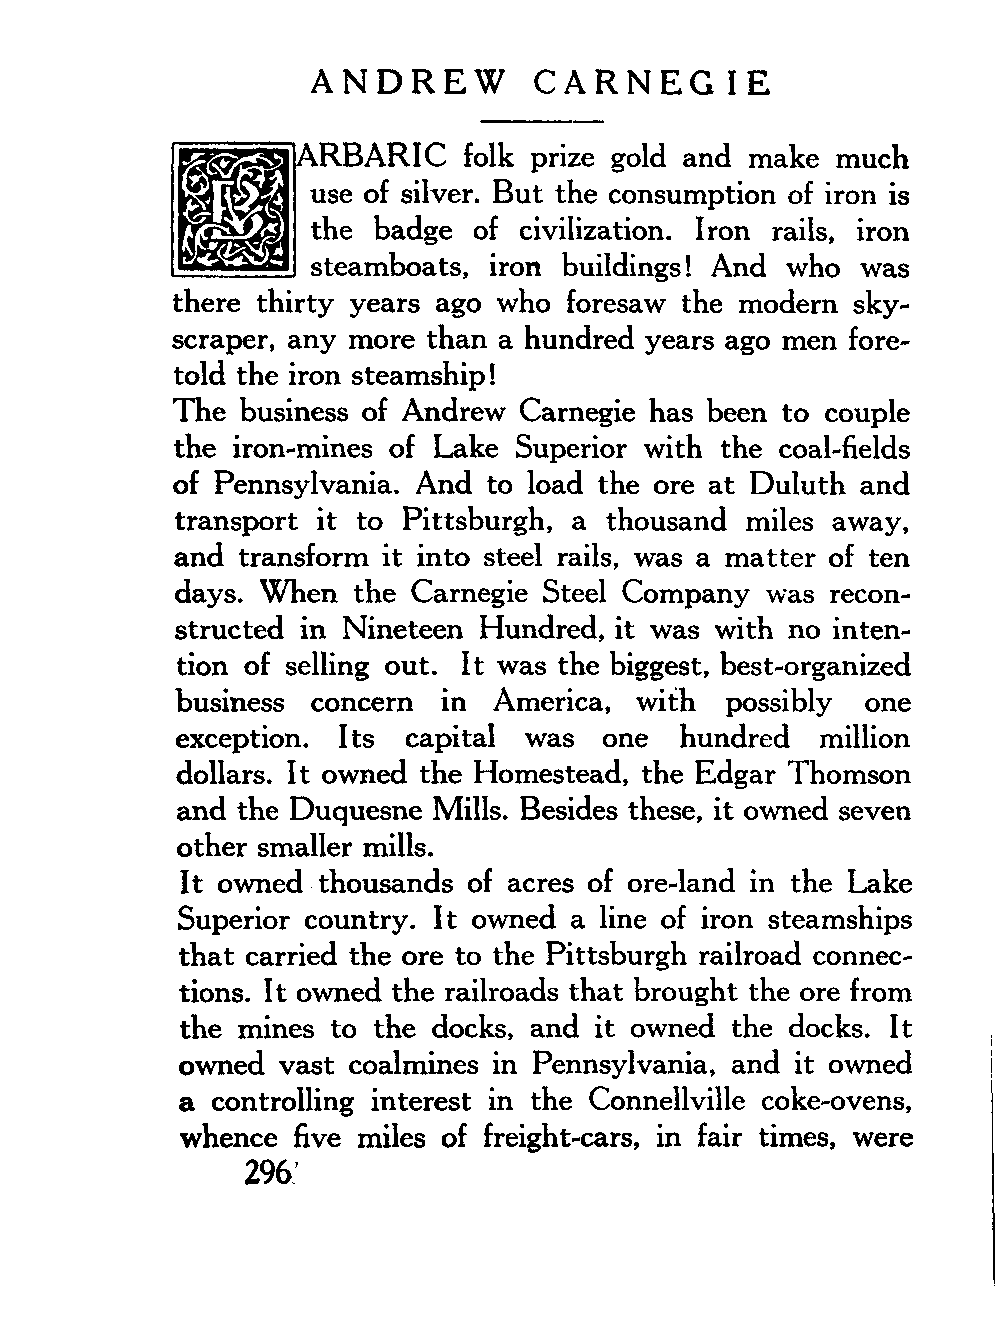 ANDREW CARNEGIE
BARBARIC folk prize gold and make much
use of silver. But the consumption of iron is
the badge of civilization. Iron rails, iron
steamboats, iron buildings! And who was
there thirty years ago who foresaw the modern sky-
scraper, any more than a hundred years ago men fore-
told the iron steamship!
The business of Andrew Carnegie has been to couple
the iron-mines of Lake Superior with the coal-fields
of Pennsylvania. And to load the ore at Duluth and
transport it to Pittsburgh, a thousand miles away,
and transform it into steel rails, was a matter of ten
days. When the Carnegie Steel Company was recon-
structed in Nineteen Hundred, it was with no inten-
tion of selling out. It was the biggest, best-organized
business concern in America, with possibly one
exception. Its capital was one hundred million
dollars. It owned the Homestead, the Edgar Thomson
and the Duquesne Mills. Besides these, it owned seven
other smaller mills.
It owned thousands of acres of ore-land in the Lake
Superior country. It owned a line of iron steamships
that carried the ore to the Pittsburgh railroad connec-
tions. It owned the railroads that brought the ore from
the mines to the docks, and it owned the docks. It
owned vast coalmines in Pennsylvania, and it owned
a controlling interest in the Connellville coke-ovens,
whence five miles of freight-cars, in fair times, were
296